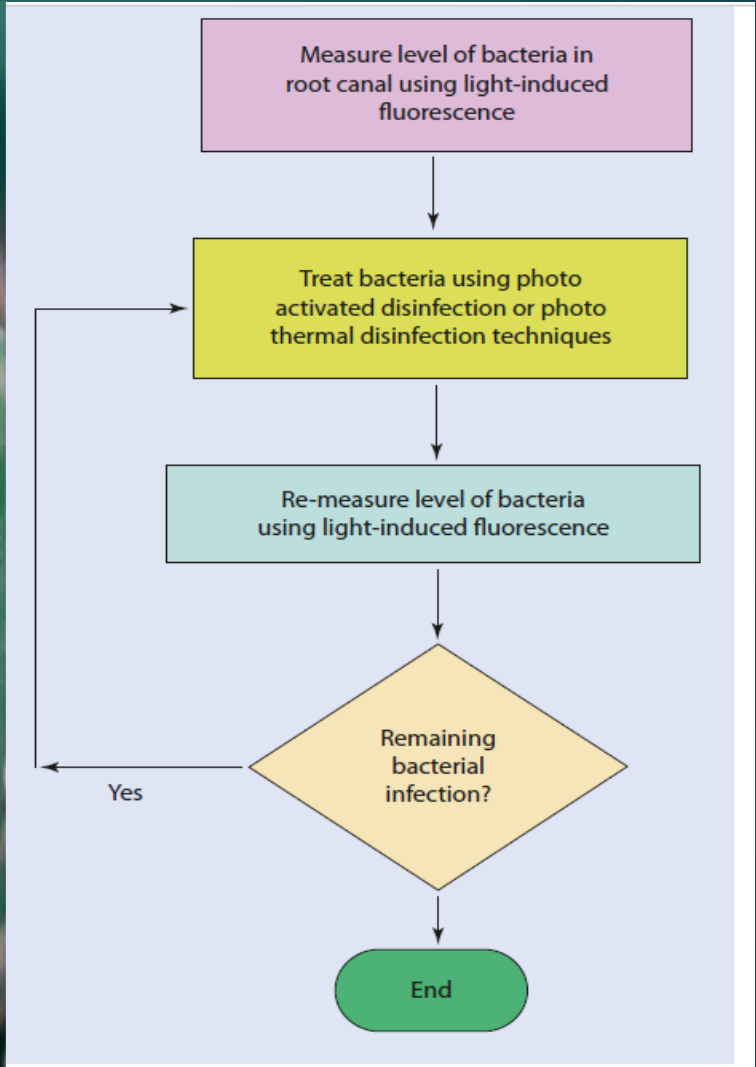 Measure level of bacteria in
root canal using light-induced
fluorescence
Treat bacteria using photo
activated disinfection or photo
thermal disinfection techniques
Re-measure level of bacteria
using light-induced fluorescence
Remaining
bacterial
infection?
Yes
End